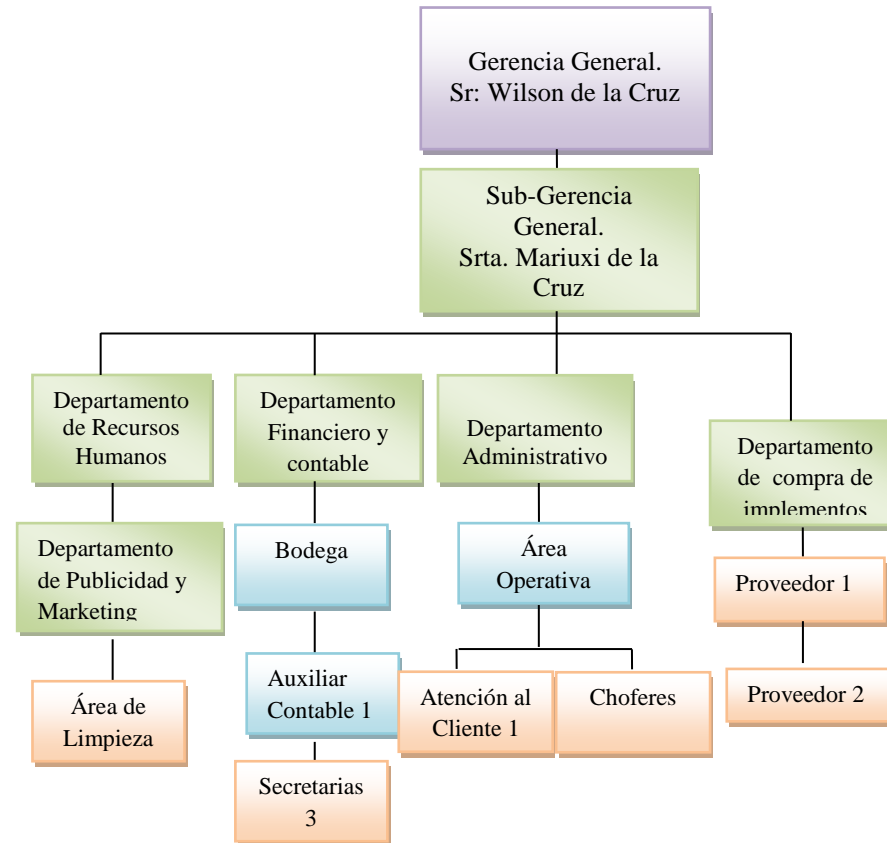 Gerencia General.
Sr: Wilson de la Cruz
Sub-Gerencia
General.
Srta. Mariuxi de la
Cruz
Departamento
de Recursos
Humanos
Departamento
Financiero y
contable
Departamento
Administrativo
Departamento
de compra de
implementos
Departamento
de Publicidad y
Marketing
Bodega
Área
Operativa
Proveedor 1
Área de
Limpieza
Auxiliar
Contable 1
Atención al
Cliente 1
Choferes
Proveedor 2
Secretarias
3